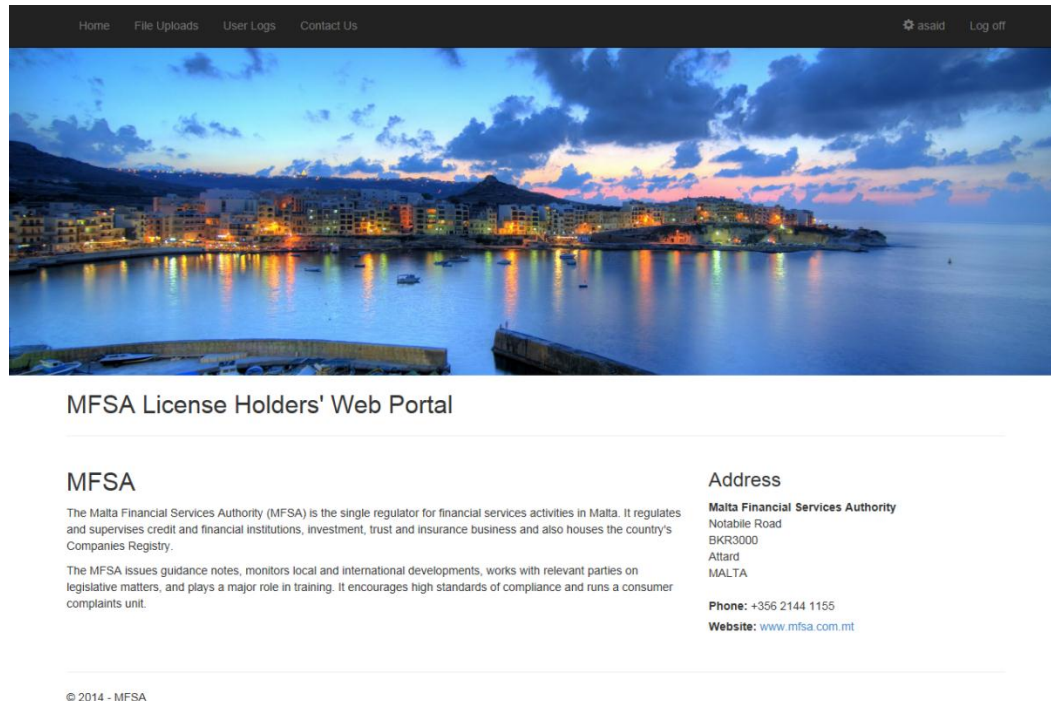 Home File Uploads User Logs Contact Us asaid Log off
MFSA License Holders' Web Portal
MFSA
The Malta Financial Services Authority (MFSA) is the single regulator for financial services activities in Malta. It regulates
and supervises credit and financial institutions, investment, trust and insurance business and also houses the country's
Companies Registry.
The MFSA issues guidance notes, monitors local and international developments, works with relevant parties on
legislative matters, and plays a major role in training. It encourages high standards of compliance and runs a consumer
complaints unit.
Address
Malta Financial Services Authority
Notabile Road
BKR3000
Attard
MALTA
Phone: +356 2144 1155
Website: www.mfsa.com.mt
© 2014 - MFSA